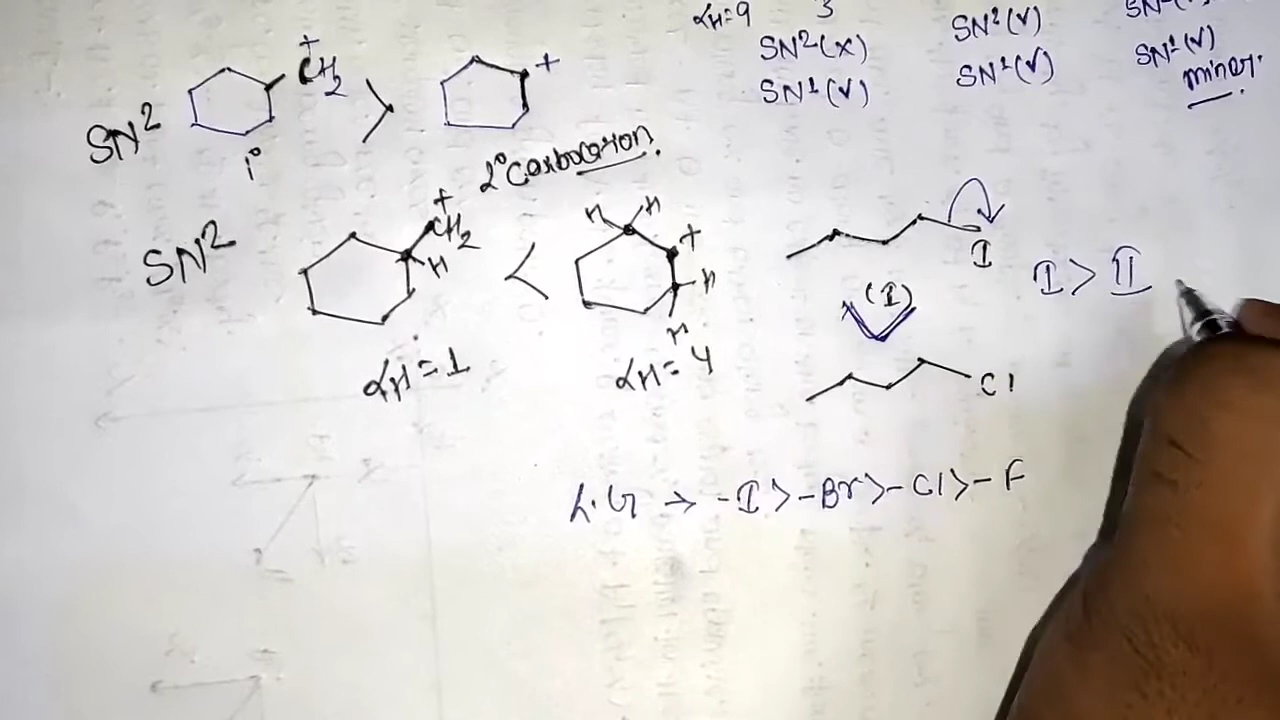 αH=9 3
SN²(x) SN²(√)
SN¹(√) SN¹(√) SN¹(√)
minor.
SN² CH₂ + > +
1°
2° Carbocation.
SN² + CH₂ H < H H + H H
αH=1 αH=4
I
(I) I > II
Cl
L.G → -I>-Br>-Cl>-F